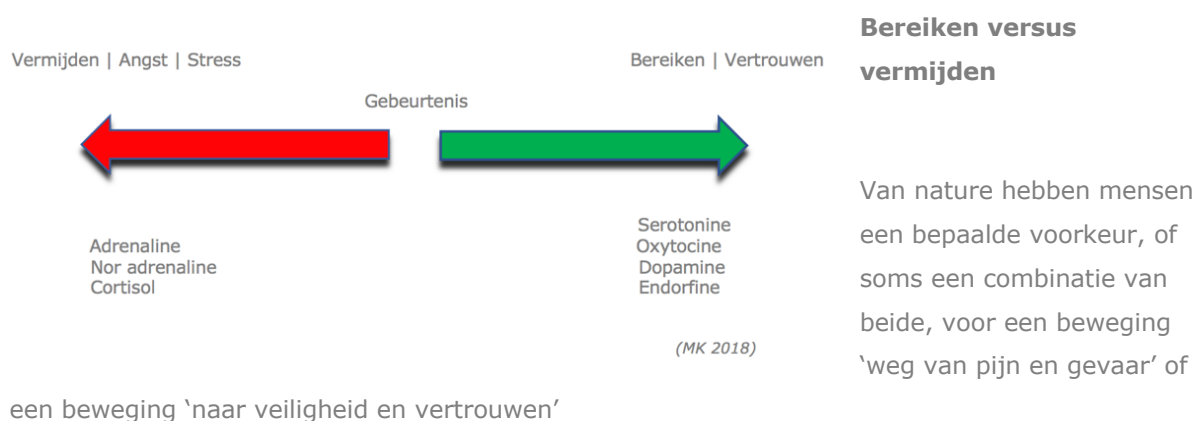 Vermijden | Angst | Stress
Bereiken | Vertrouwen
Gebeurtenis
Adrenaline
Nor adrenaline
Cortisol
Serotonine
Oxytocine
Dopamine
Endorfine
(MK 2018)
Bereiken versus
vermijden
Van nature hebben mensen
een bepaalde voorkeur, of
soms een combinatie van
beide, voor een beweging
‘weg van pijn en gevaar’ of
een beweging ‘naar veiligheid en vertrouwen’